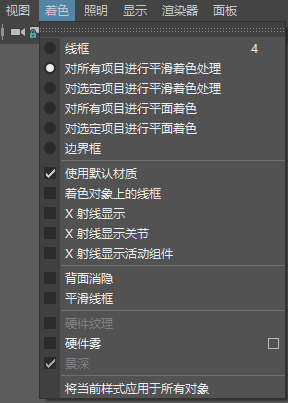 视图 着色 照明 显示 渲染器 面板
线框 4
对所有项目进行平滑着色处理
对选定项目进行平滑着色处理
对所有项目进行平面着色
对选定项目进行平面着色
边界框
使用默认材质
着色对象上的线框
X 射线显示
X 射线显示关节
X 射线显示活动组件
背面消隐
平滑线框
硬件纹理
硬件雾
景深
将当前样式应用于所有对象